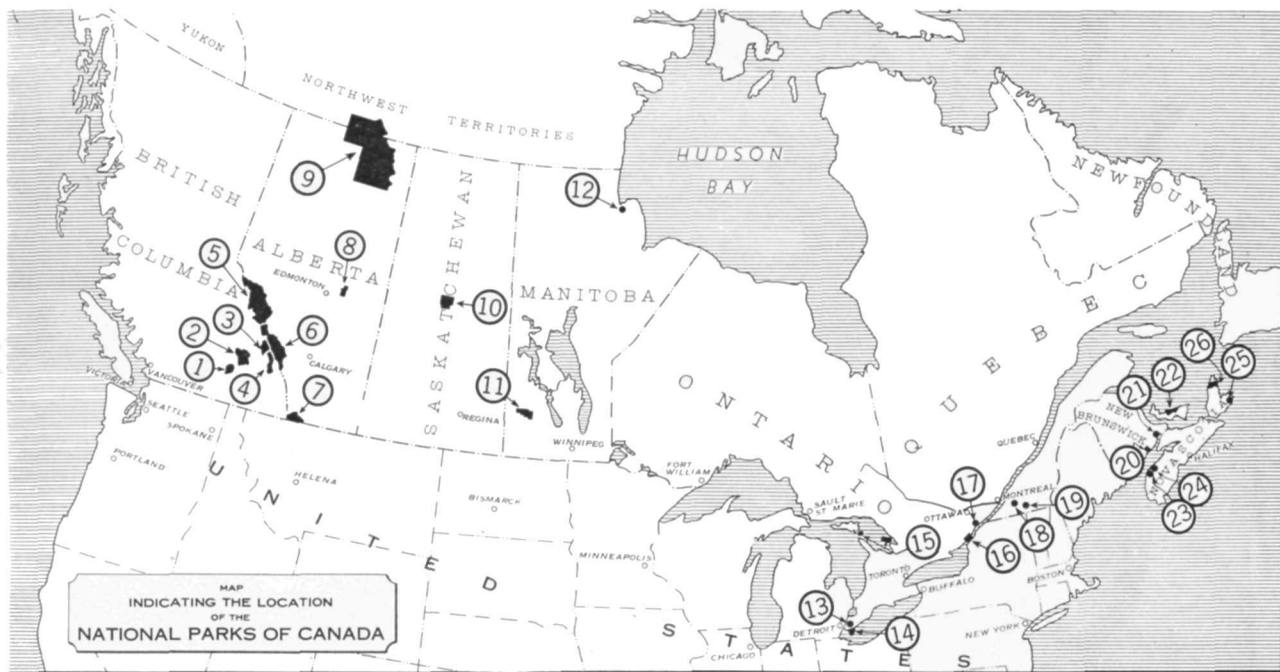 YUKON
NORTHWEST TERRITORIES
BRITISH COLUMBIA
ALBERTA
SASKATCHEWAN
MANITOBA
HUDSON BAY
NEWFOUNDLAND
ONTARIO
QUEBEC
NEW BRUNSWICK
NOVA SCOTIA
UNITED STATES
EDMONTON
CALGARY
VICTORIA
VANCOUVER
SEATTLE
SPOKANE
PORTLAND
HELENA
REGINA
WINNIPEG
BISMARCK
MINNEAPOLIS
FORT WILLIAM
SAULT ST MARIE
OTTAWA
MONTREAL
QUEBEC
HALIFAX
TORONTO
BUFFALO
BOSTON
NEW YORK
DETROIT
CHICAGO
1
2
3
4
5
6
7
8
9
10
11
12
13
14
15
16
17
18
19
20
21
22
23
24
25
26
MAP
INDICATING THE LOCATION
OF THE
NATIONAL PARKS OF CANADA